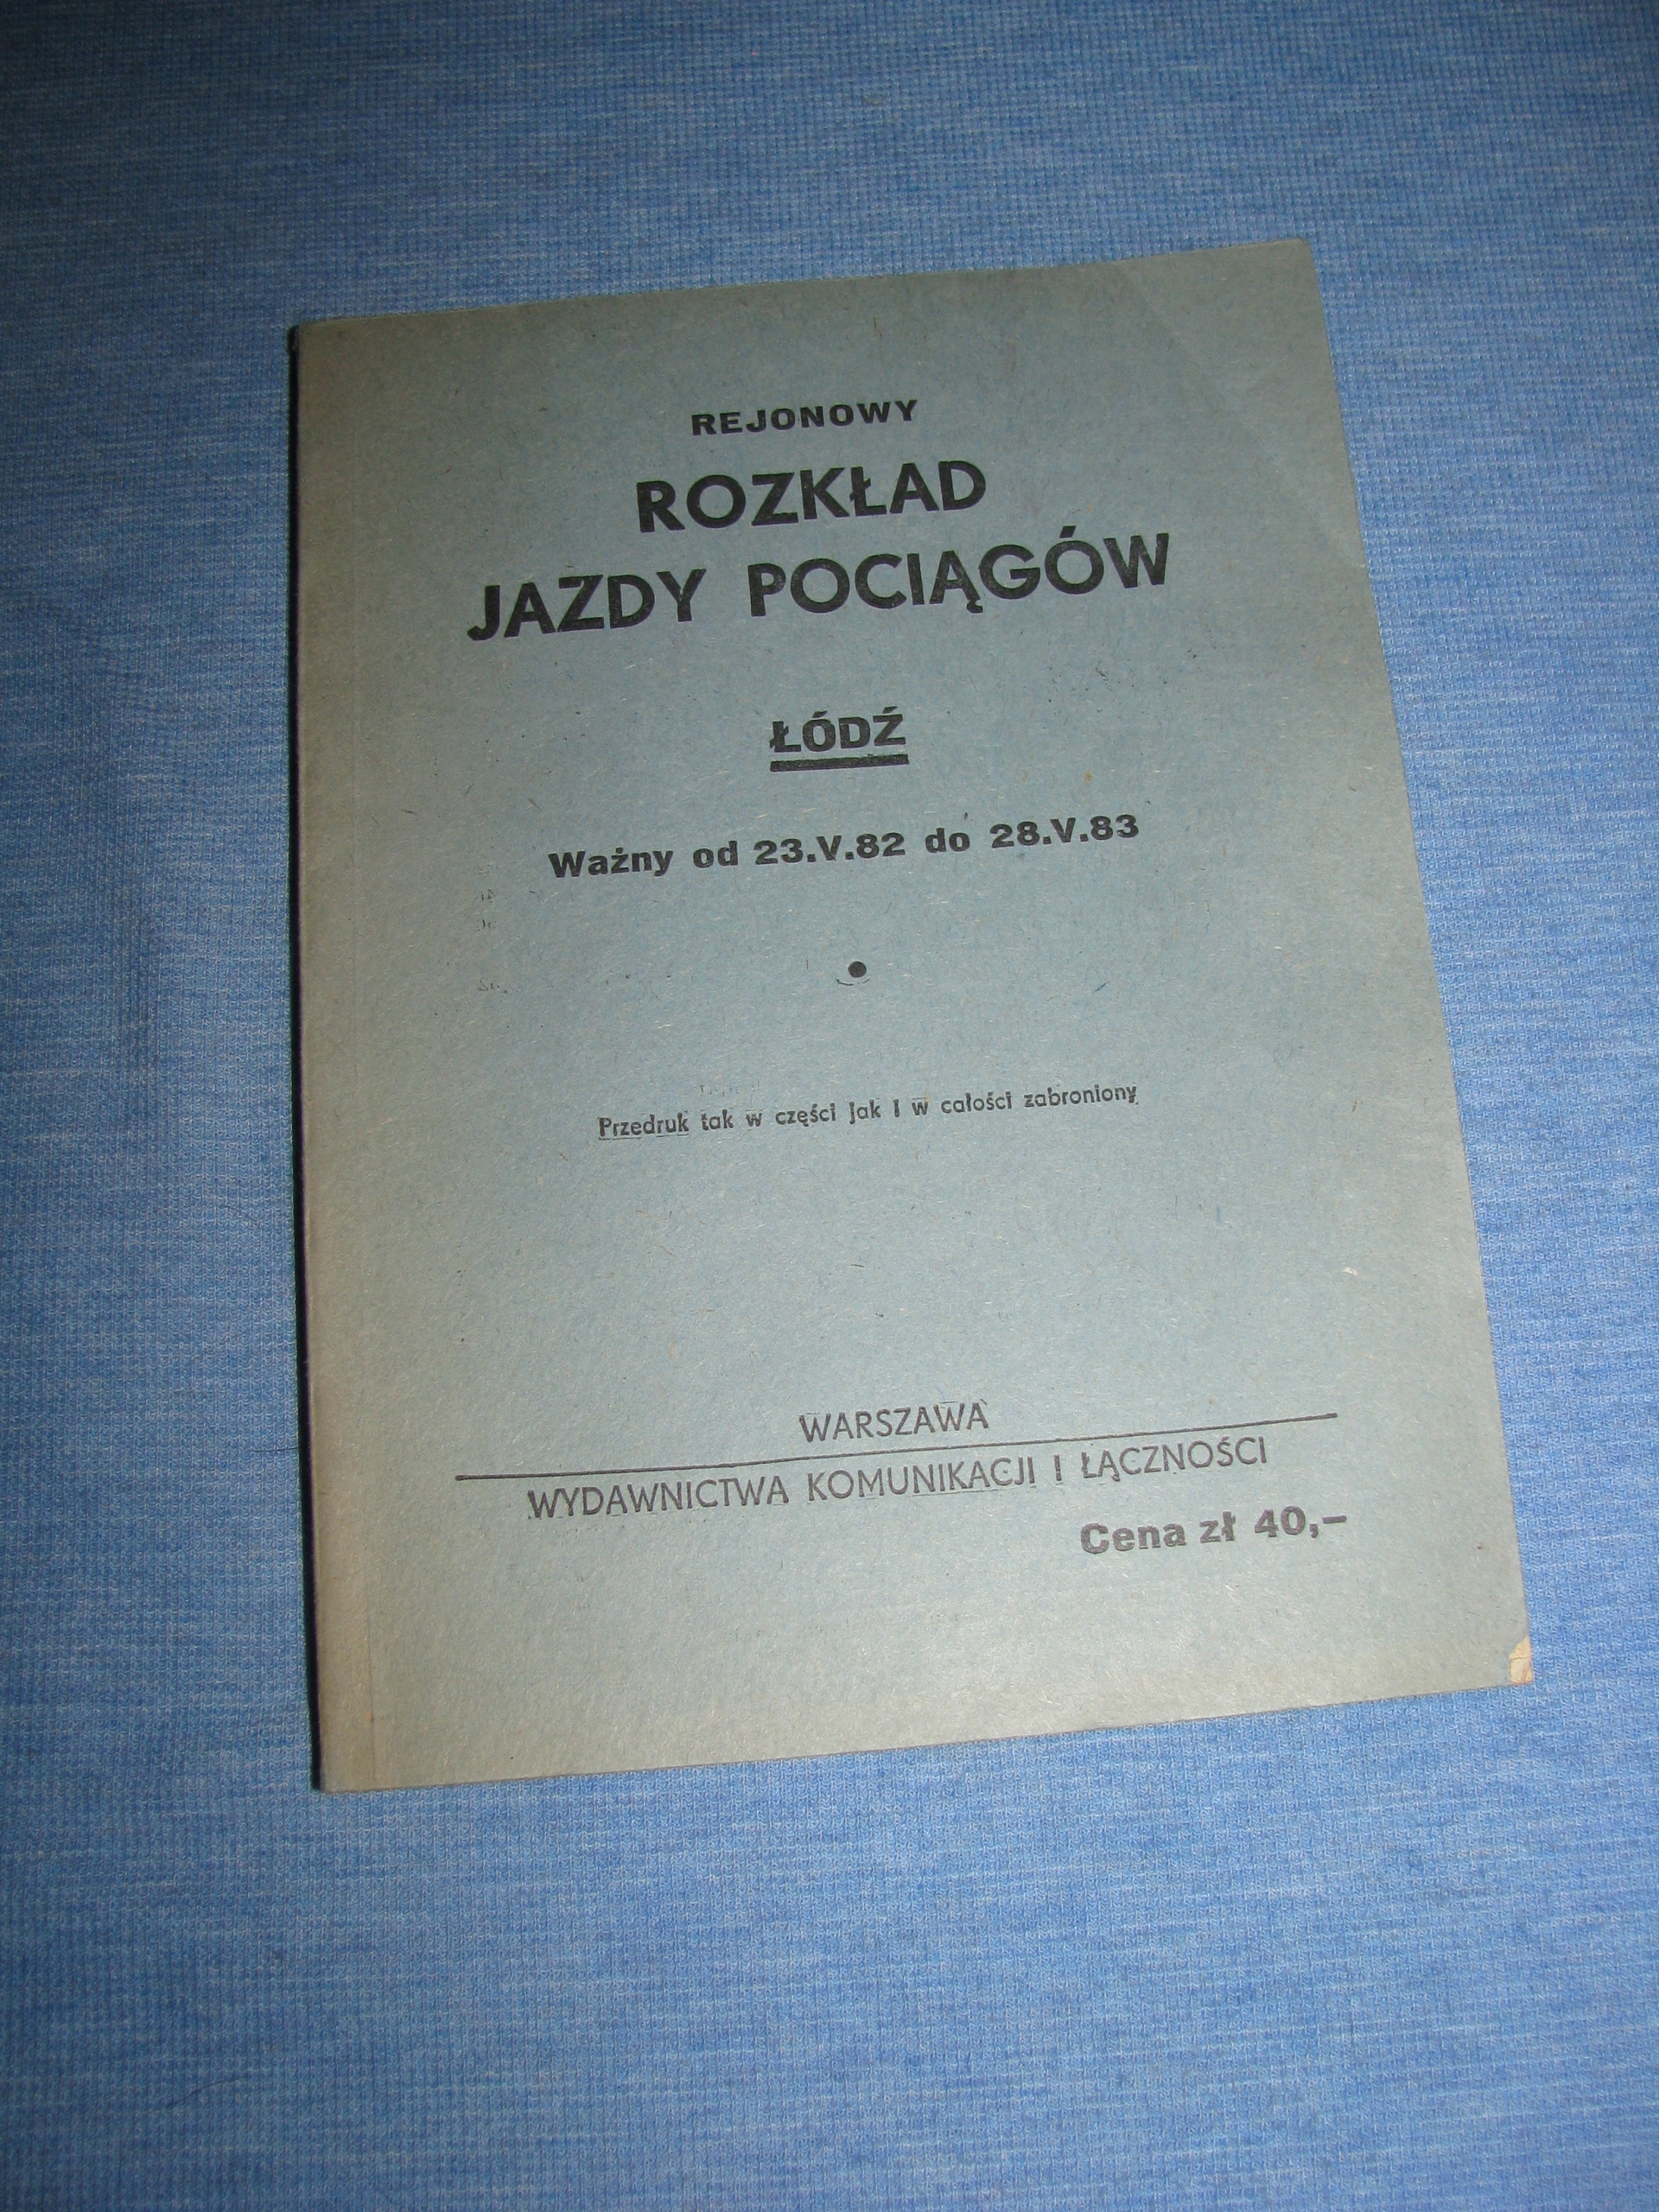 REJONOWY
ROZKŁAD
JAZDY POCIĄGÓW
ŁÓDŹ
Ważny od 23.V.82 do 28.V.83
Przedruk tak w części jak i w całości zabroniony
WARSZAWA
WYDAWNICTWA KOMUNIKACJI I ŁĄCZNOŚCI
Cena zł 40,—